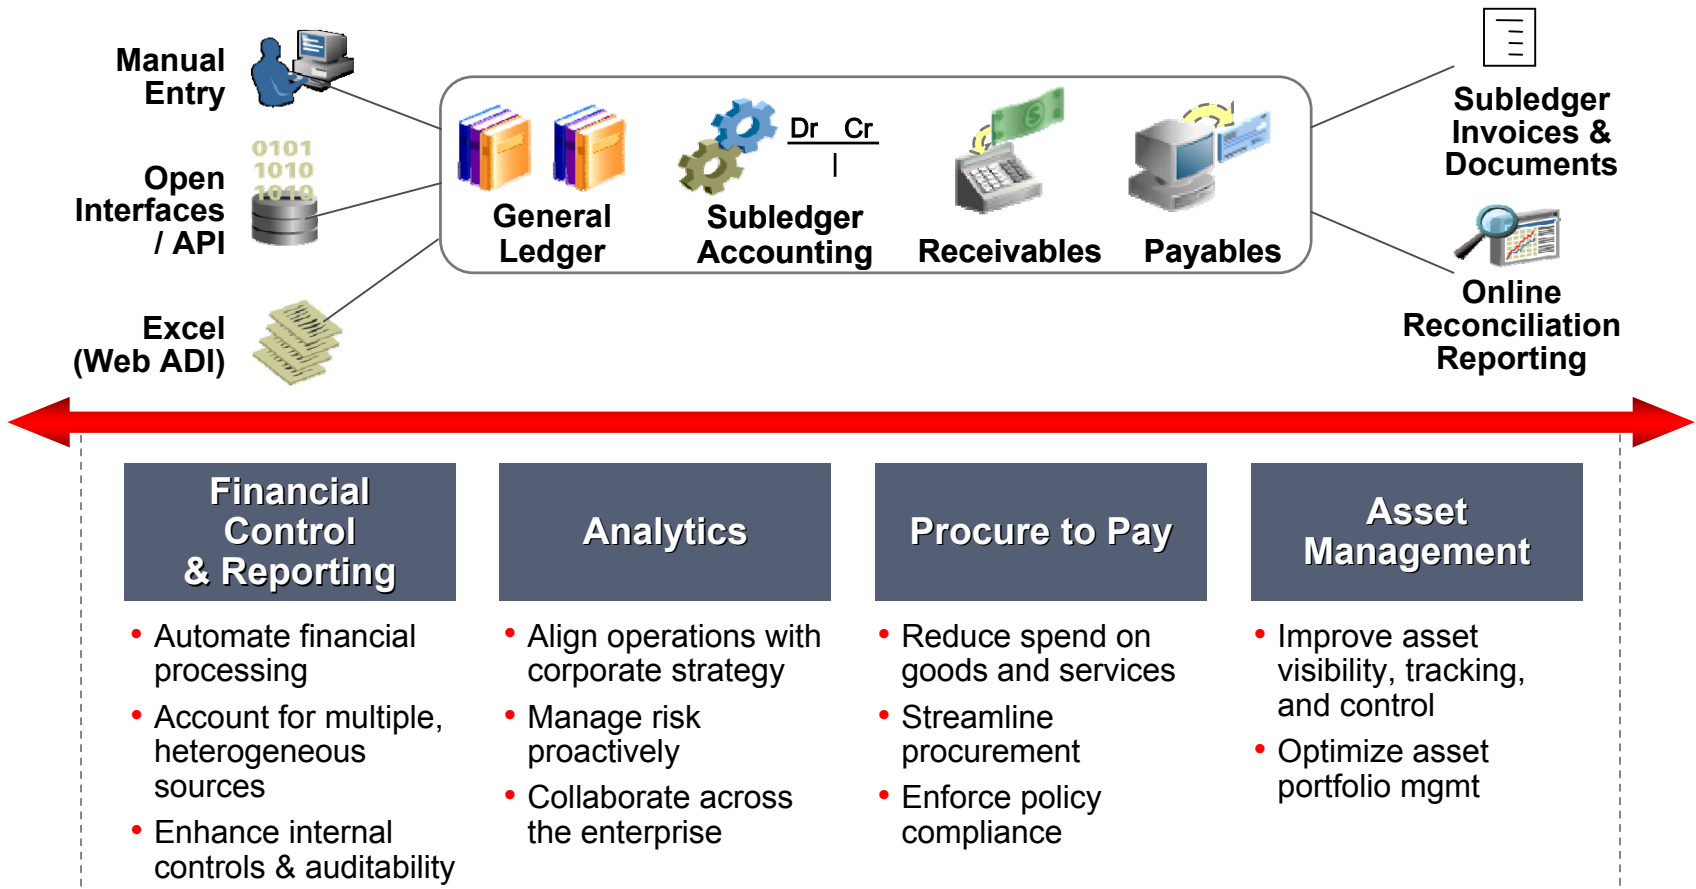 Manual
Entry
0101
1010
1010
Open
Interfaces
/ API
Excel
(Web ADI)
General
Ledger
Dr Cr
Subledger
Accounting
$
Receivables
Payables
Subledger
Invoices &
Documents
Online
Reconciliation
Reporting
Financial
Control
& Reporting
• Automate financial
processing
• Account for multiple,
heterogeneous
sources
• Enhance internal
controls & auditability
Analytics
• Align operations with
corporate strategy
• Manage risk
proactively
• Collaborate across
the enterprise
Procure to Pay
• Reduce spend on
goods and services
• Streamline
procurement
• Enforce policy
compliance
Asset
Management
• Improve asset
visibility, tracking,
and control
• Optimize asset
portfolio mgmt